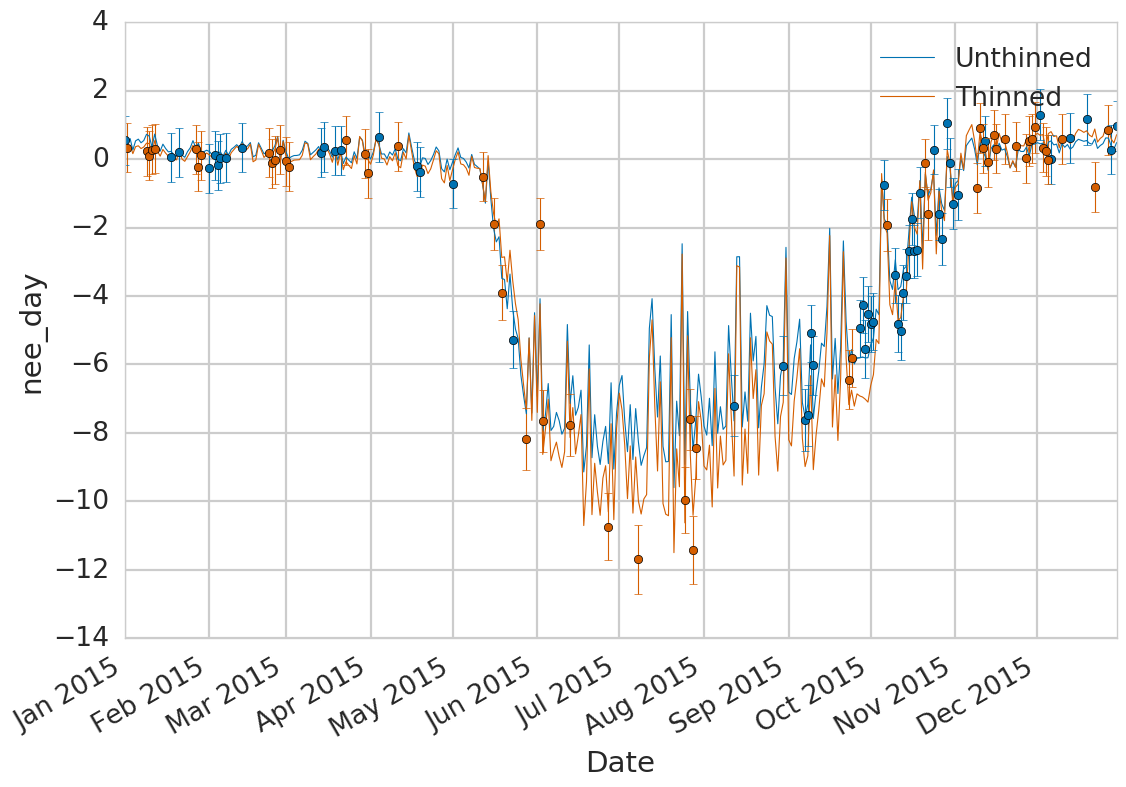 4
2
0
−2
−4
−6
−8
−10
−12
−14
nee_day
Unthinned
Thinned
Jan 2015
Feb 2015
Mar 2015
Apr 2015
May 2015
Jun 2015
Jul 2015
Aug 2015
Sep 2015
Oct 2015
Nov 2015
Dec 2015
Date